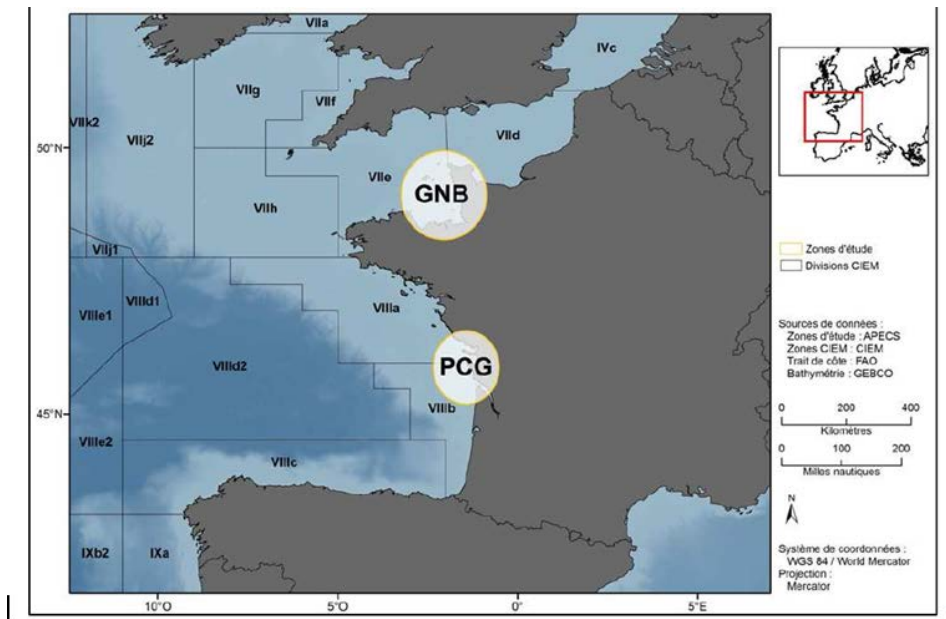 VIIa
IVc
VIIg
VIIf
VIIk2
VIIj2
VIId
50°N
VIIe
GNB
VIIh
VIIj1
VIIIe1
VIIId1
VIIIa
VIIId2
PCG
VIIIb
45°N
VIIIe2
VIIIc
IXb2
IXa
10°O
5°O
0°
5°E
Zones d'étude
Divisions CIEM
Sources de données :
Zones d'étude : APECS
Zones CIEM : CIEM
Trait de côte : FAO
Bathymétrie : GEBCO
0 200 400
Kilomètres
0 100 200
Milles nautiques
N
Système de coordonnées :
WGS 84 / World Mercator
Projection :
Mercator